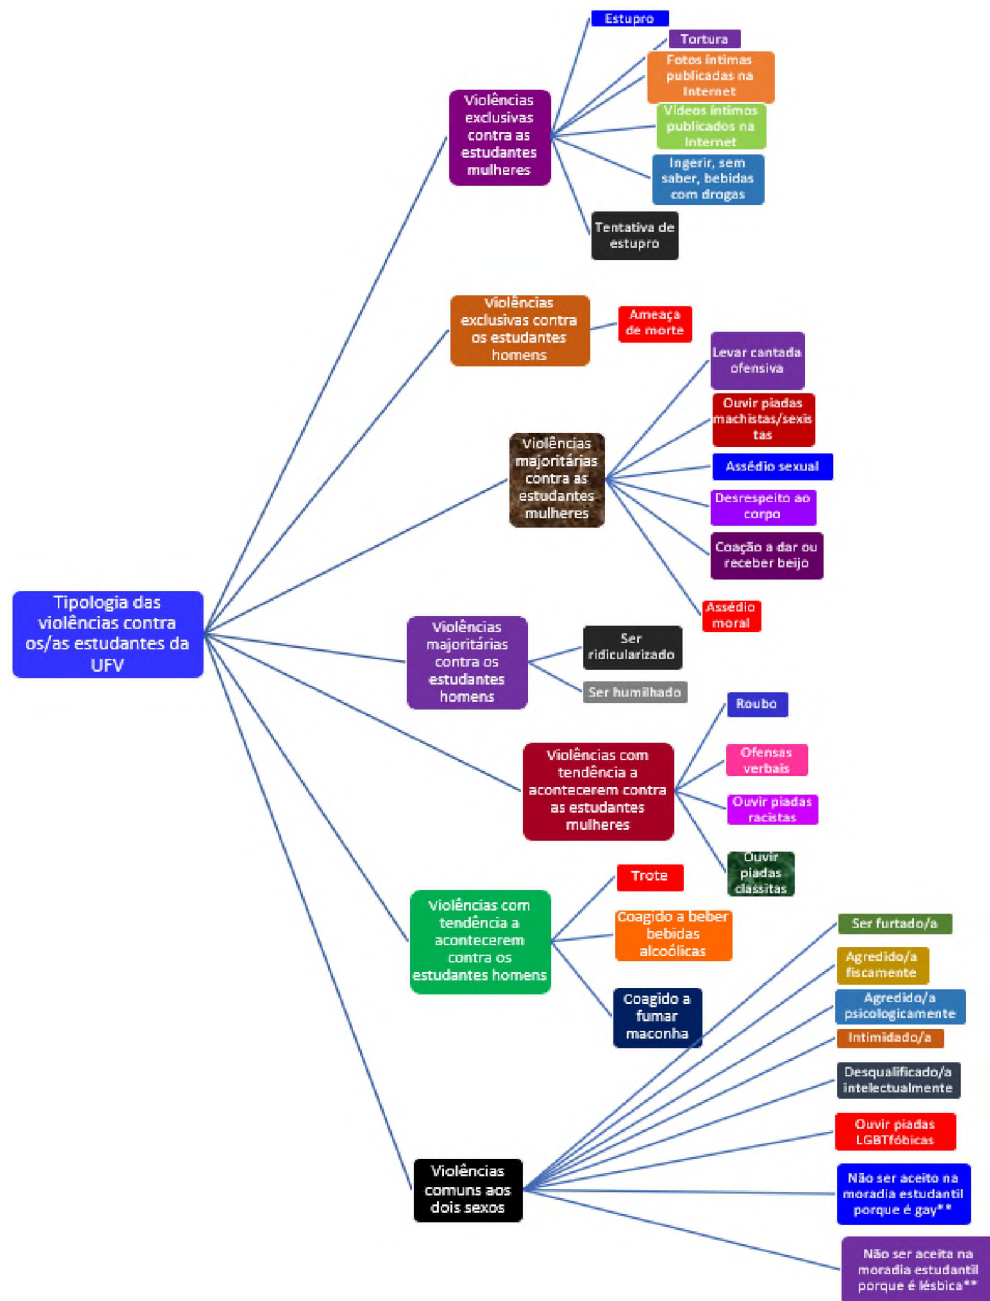 Tipologia das
violências contra
os/as estudantes da
UFV
Violências
exclusivas
contra as
estudantes
mulheres
Estupro
Tortura
Fotos íntimas
publicadas na
Internet
Vídeos íntimos
publicados na
Internet
Ingerir, sem
saber, bebidas
com drogas
Tentativa de
estupro
Violências
exclusivas contra
os estudantes
homens
Ameaça
de morte
Violências
majoritárias
contra as
estudantes
mulheres
Levar cantada
ofensiva
Ouvir piadas
machistas/sexis
tas
Assédio sexual
Desrespeito ao
corpo
Coação a dar ou
receber beijo
Assédio
moral
Violências
majoritárias
contra os
estudantes
homens
Ser
ridicularizado
Ser humilhado
Violências com
tendência a
acontecerem contra
as estudantes
mulheres
Roubo
Ofensas
verbais
Ouvir piadas
racistas
Ouvir
piadas
classitas
Violências com
tendência a
acontecerem
contra os
estudantes homens
Trote
Coagido a beber
bebidas
alcoólicas
Coagido a
fumar
maconha
Violências
comuns aos
dois sexos
Ser furtado/a
Agredido/a
fiscamente
Agredido/a
psicologicamente
Intimidado/a
Desqualificado/a
intelectualmente
Ouvir piadas
LGBTfóbicas
Não ser aceito na
moradia estudantil
porque é gay**
Não ser aceita na
moradia estudantil
porque é lésbica**